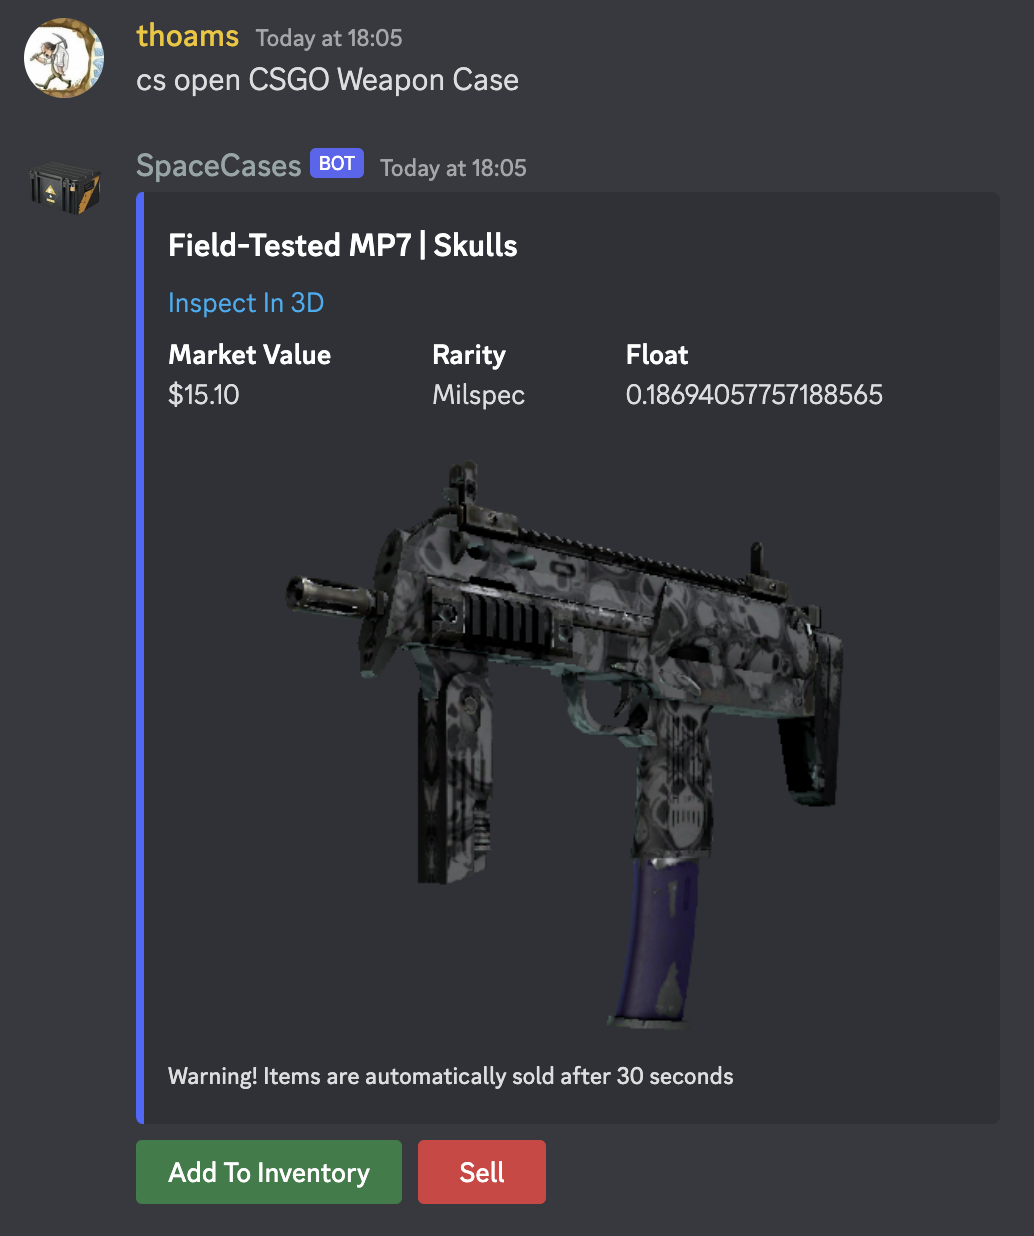 thoams Today at 18:05
cs open CSGO Weapon Case
SpaceCases BOT Today at 18:05
Field-Tested MP7 | Skulls
Inspect In 3D
Market Value Rarity Float
$15.10 Milspec 0.18694057757188565
Warning! Items are automatically sold after 30 seconds
Add To Inventory Sell